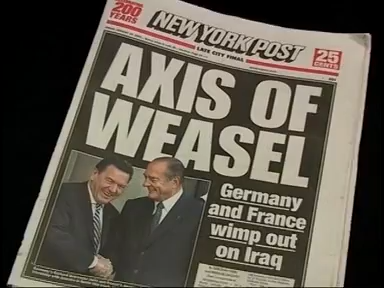 200
YEARS
NEW YORK POST
LATE CITY FINAL
25
CENTS
AXIS OF
WEASEL
Germany
and France
wimp out
on Iraq